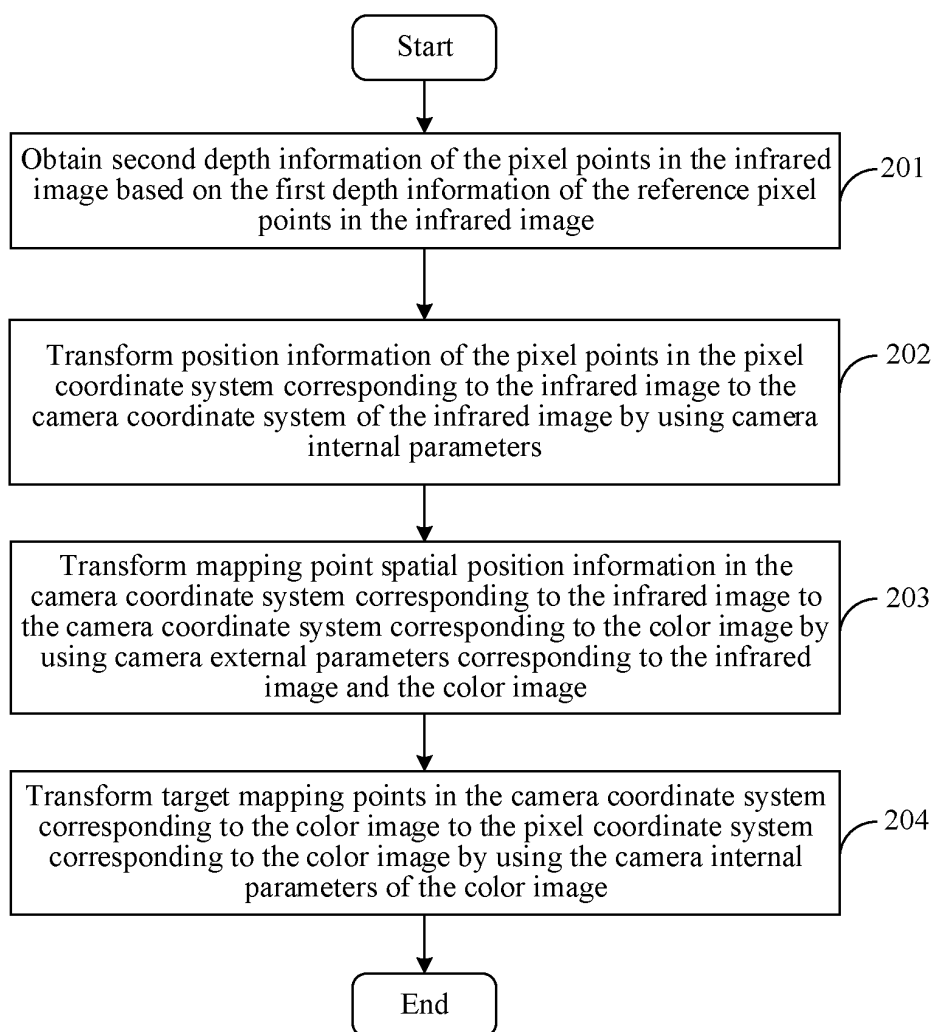 Start
Obtain second depth information of the pixel points in the infrared
image based on the first depth information of the reference pixel
points in the infrared image
201
Transform position information of the pixel points in the pixel
coordinate system corresponding to the infrared image to the
camera coordinate system of the infrared image by using camera
internal parameters
202
Transform mapping point spatial position information in the
camera coordinate system corresponding to the infrared image to
the camera coordinate system corresponding to the color image by
using camera external parameters corresponding to the infrared
image and the color image
203
Transform target mapping points in the camera coordinate system
corresponding to the color image to the pixel coordinate system
corresponding to the color image by using the camera internal
parameters of the color image
204
End